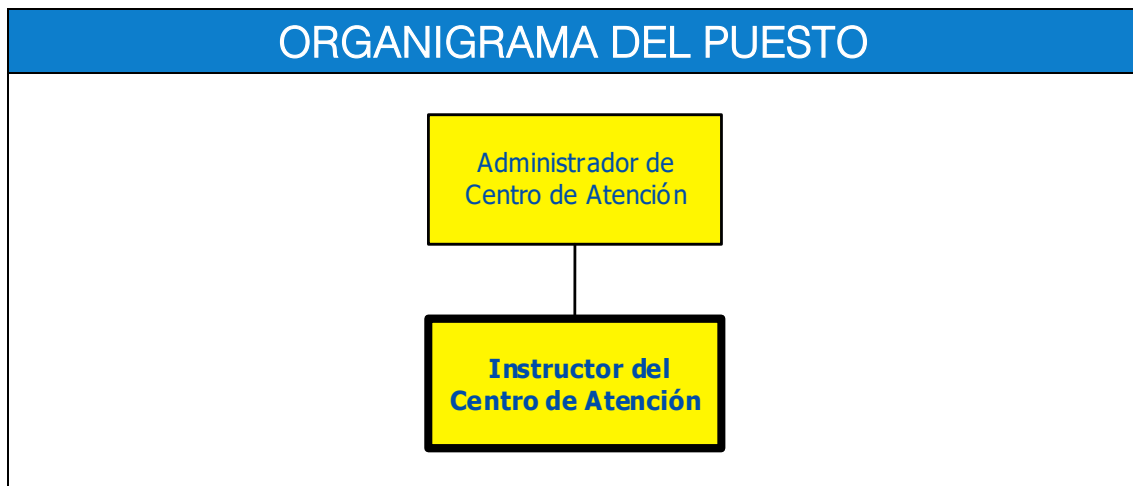 ORGANIGRAMA DEL PUESTO
Administrador de
Centro de Atención
Instructor del
Centro de Atención